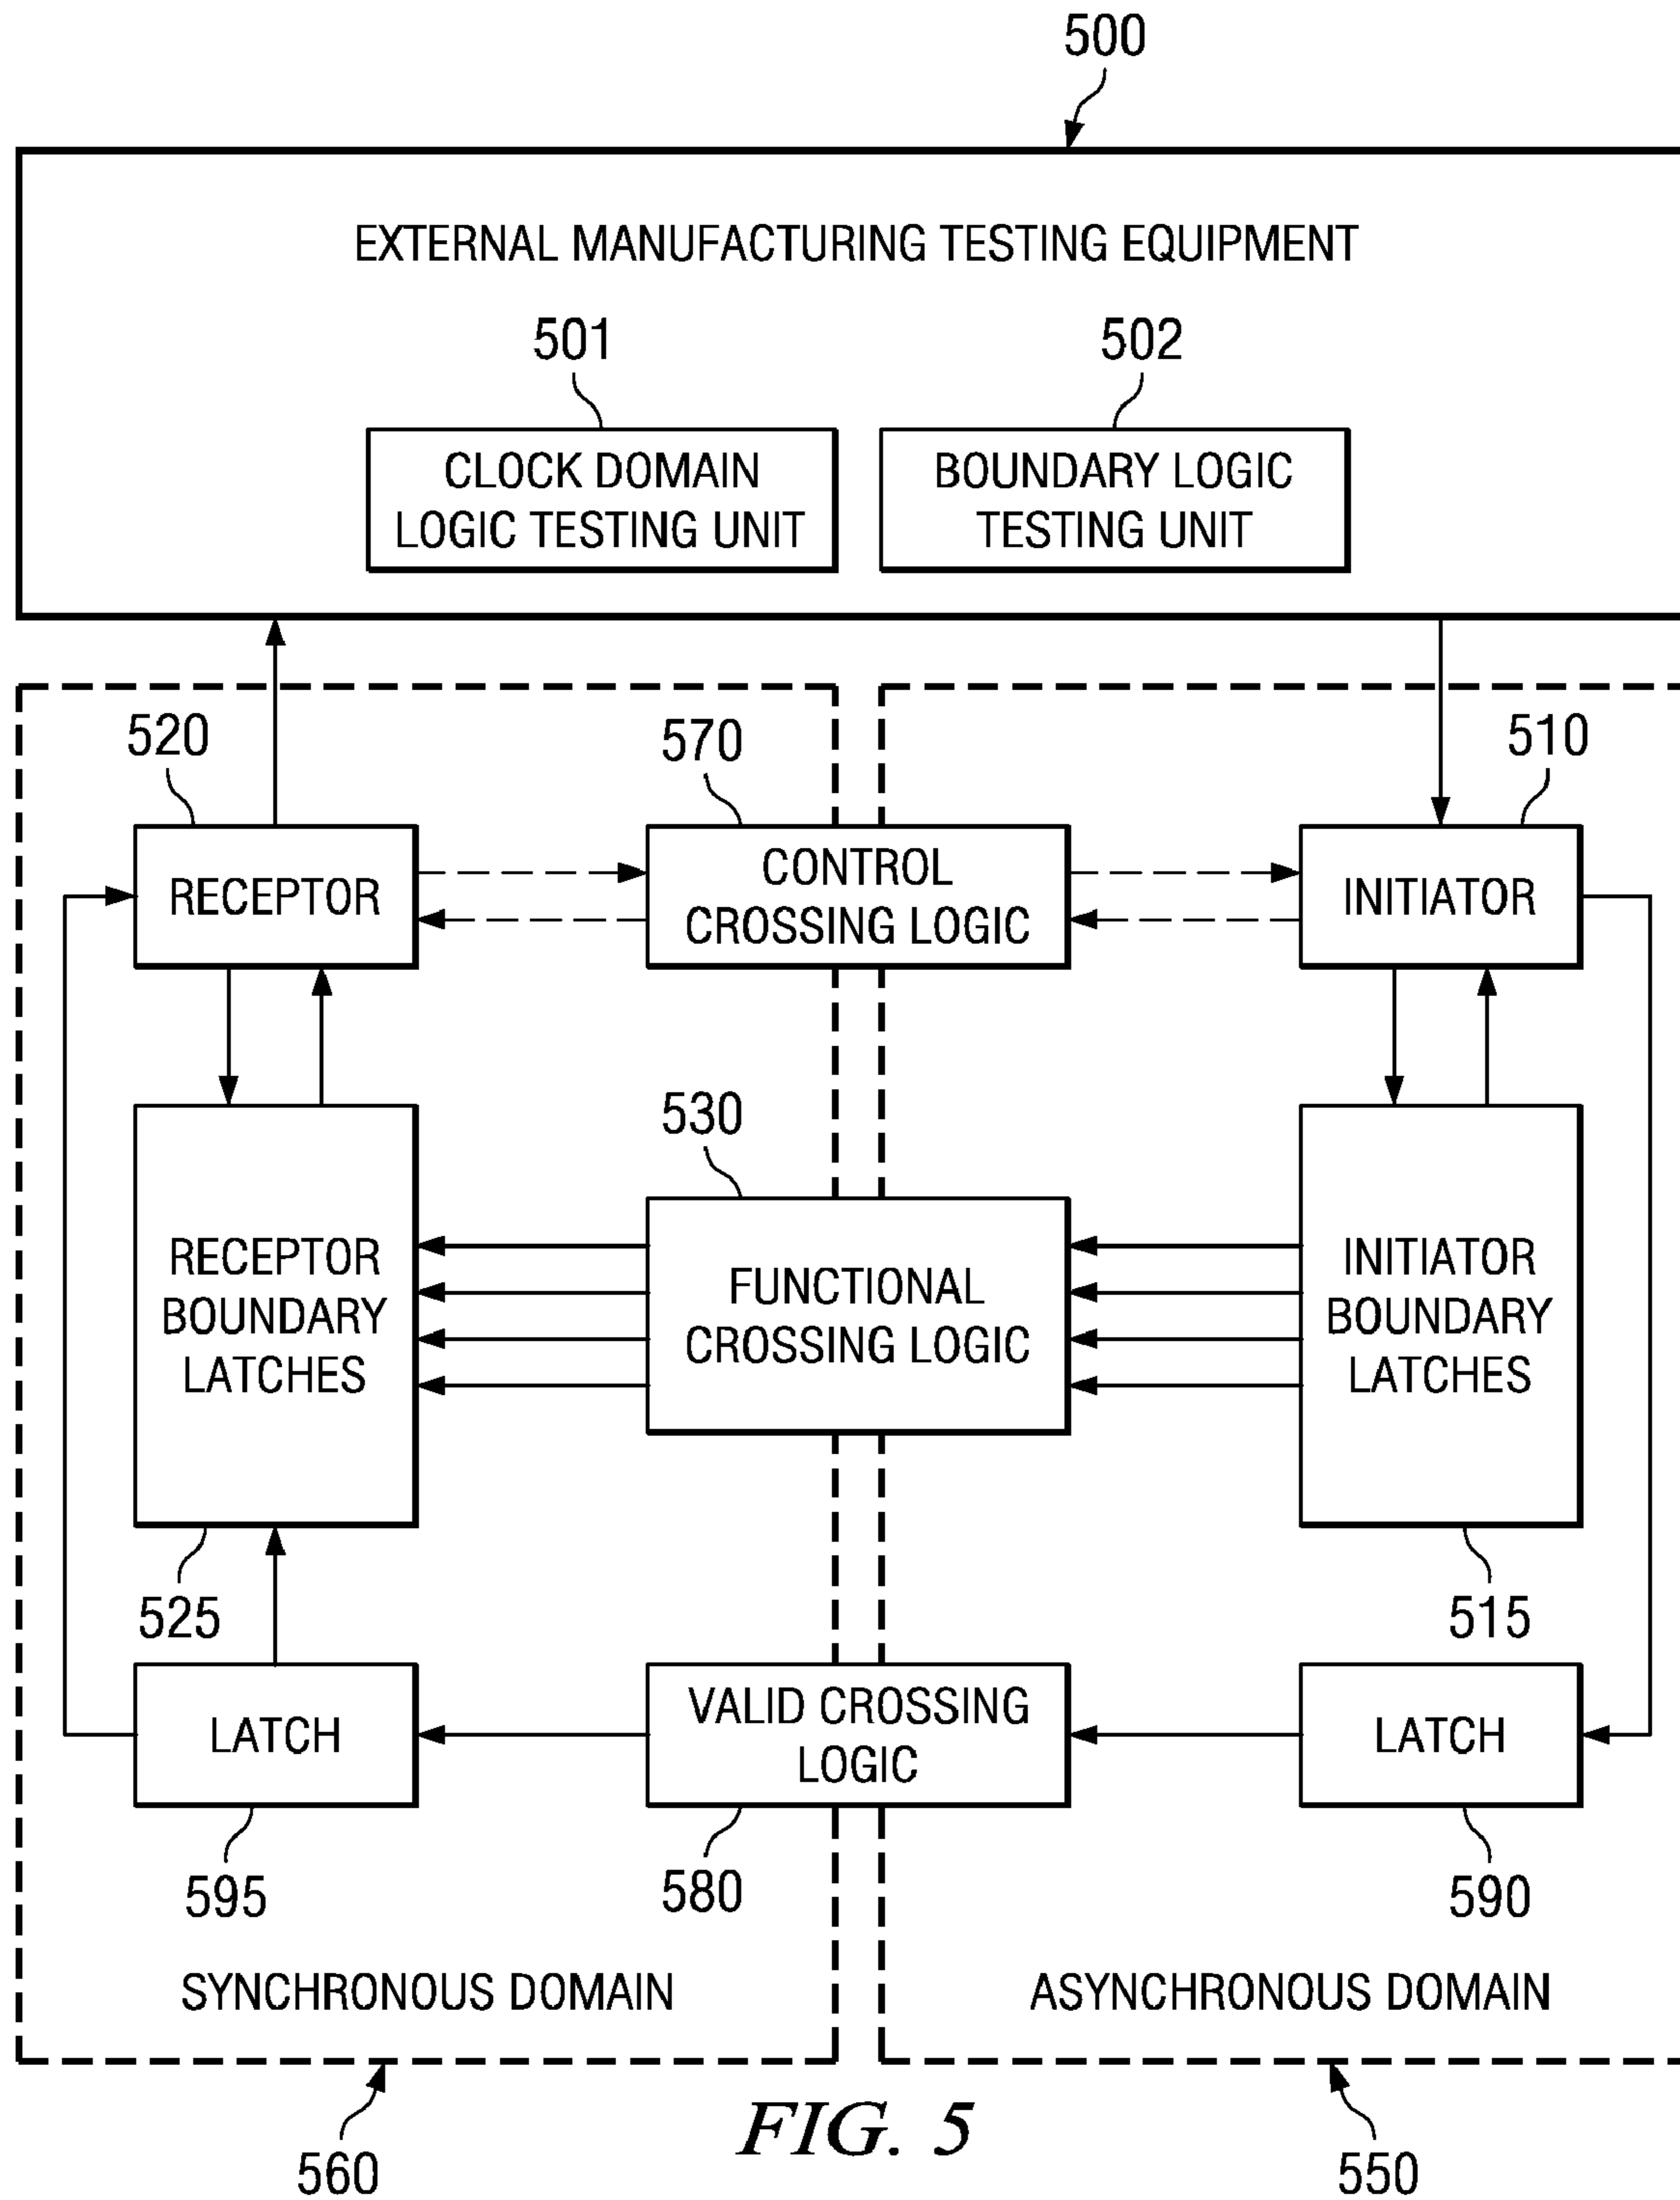 500
EXTERNAL MANUFACTURING TESTING EQUIPMENT
501
502
CLOCK DOMAIN
LOGIC TESTING UNIT
BOUNDARY LOGIC
TESTING UNIT
520
570
510
RECEPTOR
CONTROL
CROSSING LOGIC
INITIATOR
530
RECEPTOR
BOUNDARY
LATCHES
FUNCTIONAL
CROSSING LOGIC
INITIATOR
BOUNDARY
LATCHES
525
515
LATCH
VALID CROSSING
LOGIC
LATCH
595
580
590
SYNCHRONOUS DOMAIN
ASYNCHRONOUS DOMAIN
560
FIG. 5
550